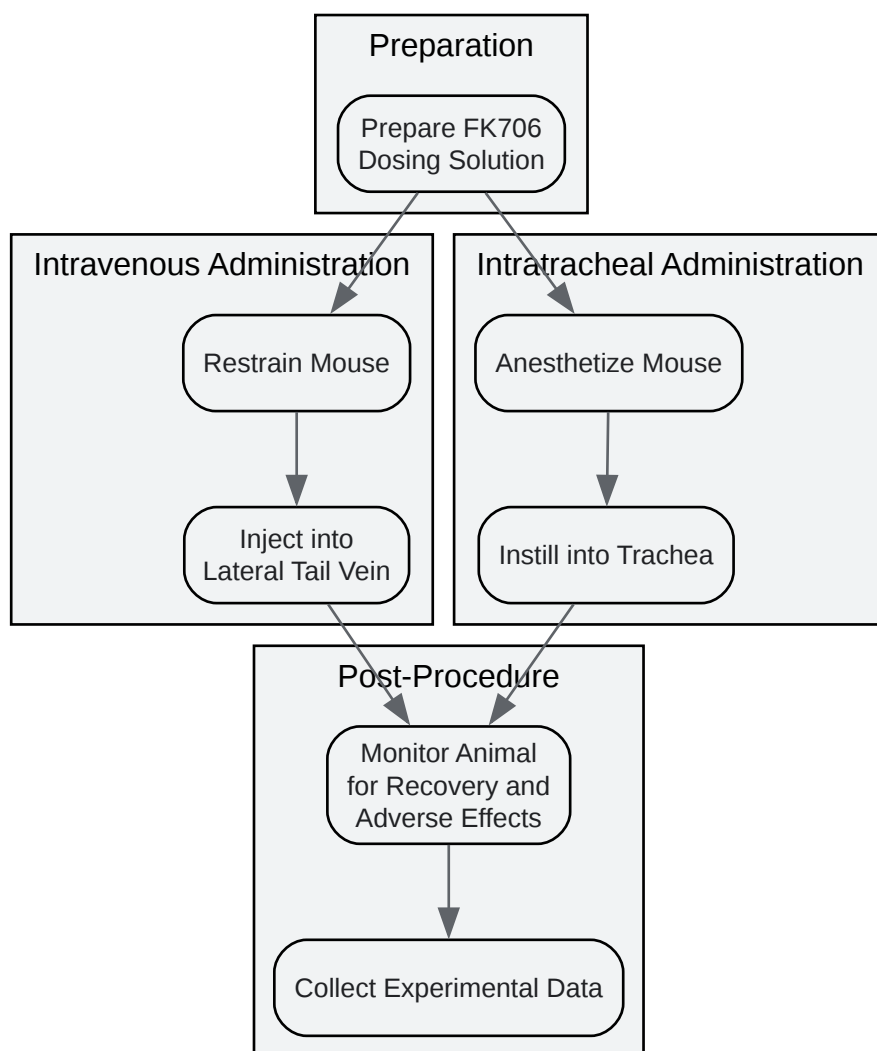 Preparation
Prepare FK706
Dosing Solution
Intravenous Administration
Restrain Mouse
Inject into
Lateral Tail Vein
Intratracheal Administration
Anesthetize Mouse
Instill into Trachea
Post-Procedure
Monitor Animal
for Recovery and
Adverse Effects
Collect Experimental Data